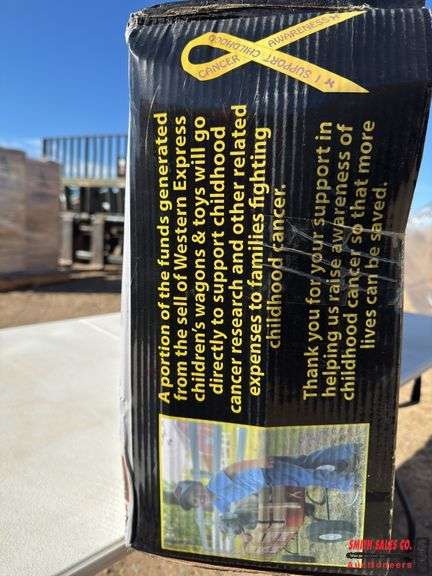 I SUPPORT CHILDHOOD
CANCER AWARENESS
A portion of the funds generated
from the sell of Western Express
children's wagons & toys will go
directly to support childhood
cancer research and other related
expenses to families fighting
childhood cancer.
Thank you for your support in
helping us raise awareness of
childhood cancer so that more
lives can be saved.
SMITH SALES CO.
Auctioneers